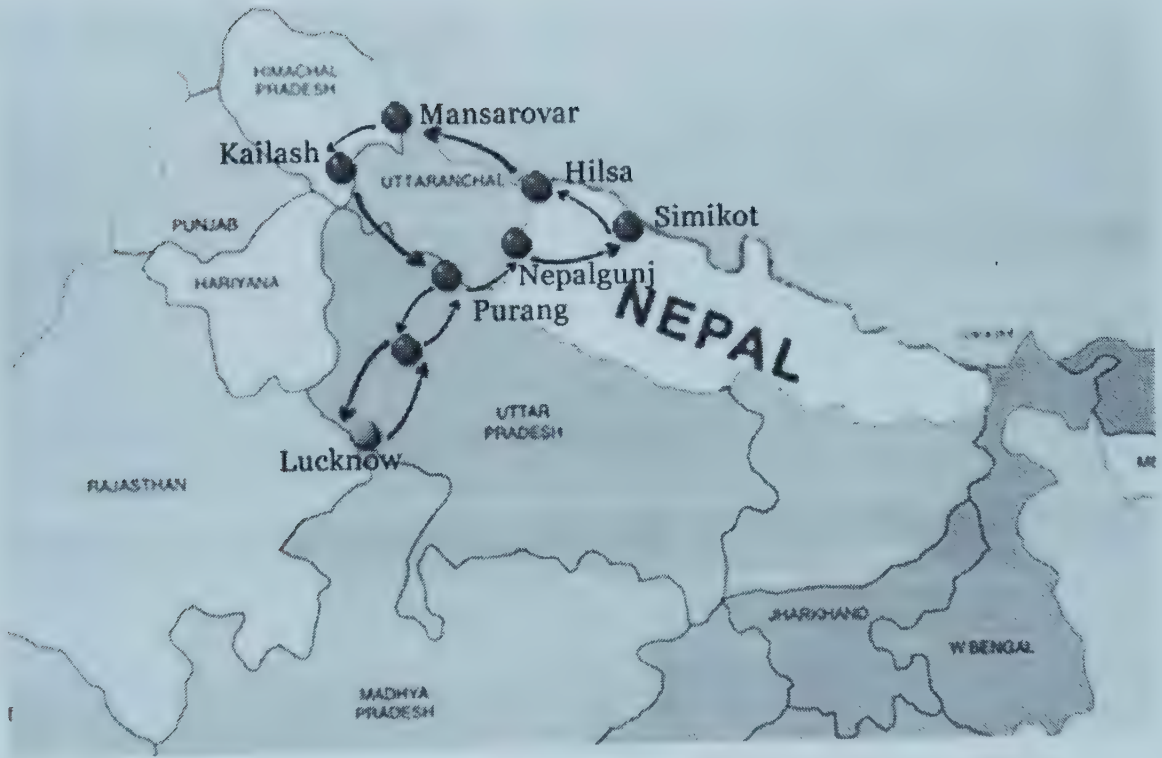 HIMACHAL
PRADESH
Mansarovar
Kailash
UTTARANCHAL
Hilsa
Simikot
PUNJAB
HARIYANA
Nepalgunj
Purang
NEPAL
UTTAR
PRADESH
Lucknow
RAJASTHAN
JHARKHAND
W BENGAL
MADHYA
PRADESH